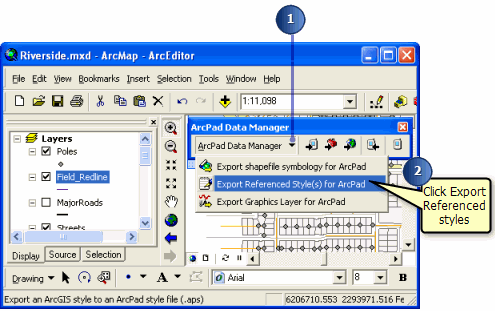 1
Riverside.mxd - ArcMap - ArcEditor
File Edit View Bookmarks Insert Selection Tools Window Help
1:11,098
Layers
Poles
Field_Redline
MajorRoads
Streets
Display Source Selection
ArcPad Data Manager
ArcPad Data Manager
Export shapefile symbology for ArcPad
Export Referenced Style(s) for ArcPad
Export Graphics Layer for ArcPad
2
Click Export
Referenced
styles
Drawing A Arial 8 B
Export an ArcGIS style to an ArcPad style file (.aps) 6206710.553 2293971.516 Fe